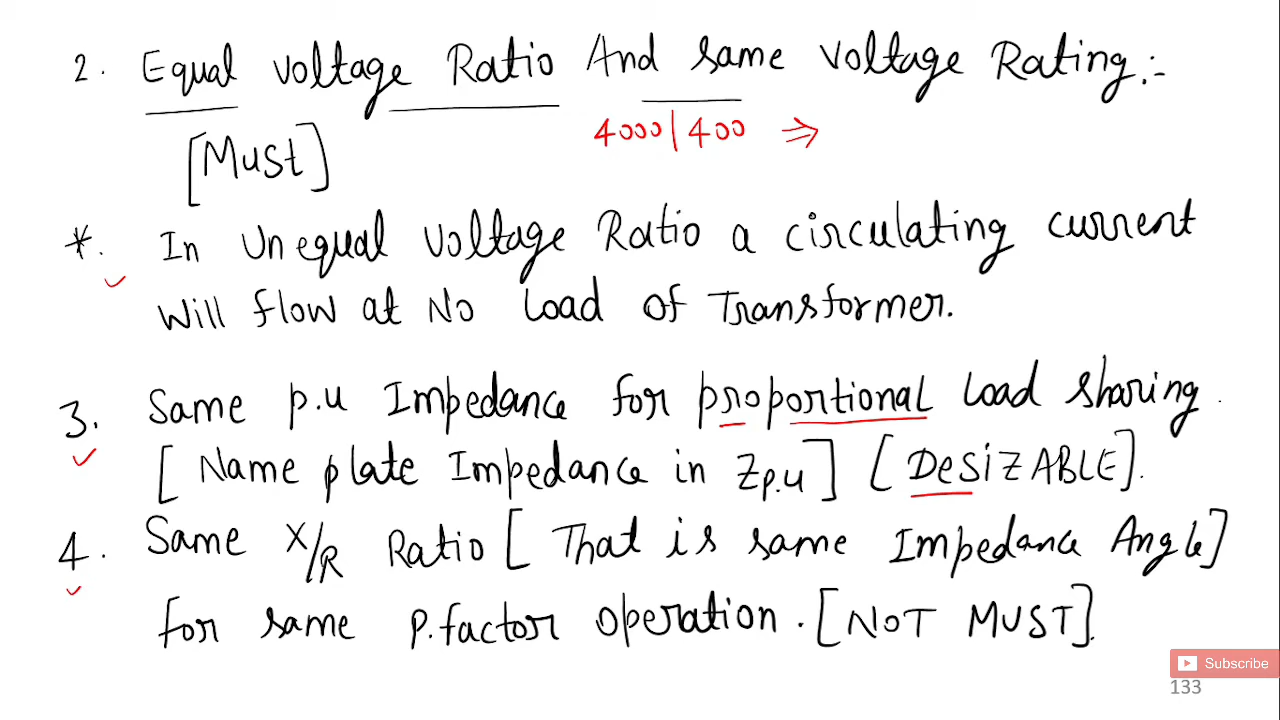 2. Equal voltage Ratio And same voltage Rating:-
[Must]
4000|400 ⇒
*. In Unequal voltage Ratio a circulating current
will flow at No Load of Transformer.
3. Same p.u Impedance for proportional Load sharing.
[Name plate Impedance in Zp.u] [DeSiZABLE].
4. Same X/R Ratio [That is same Impedance Angle]
for same p.factor operation. [NOT MUST].
Subscribe
133